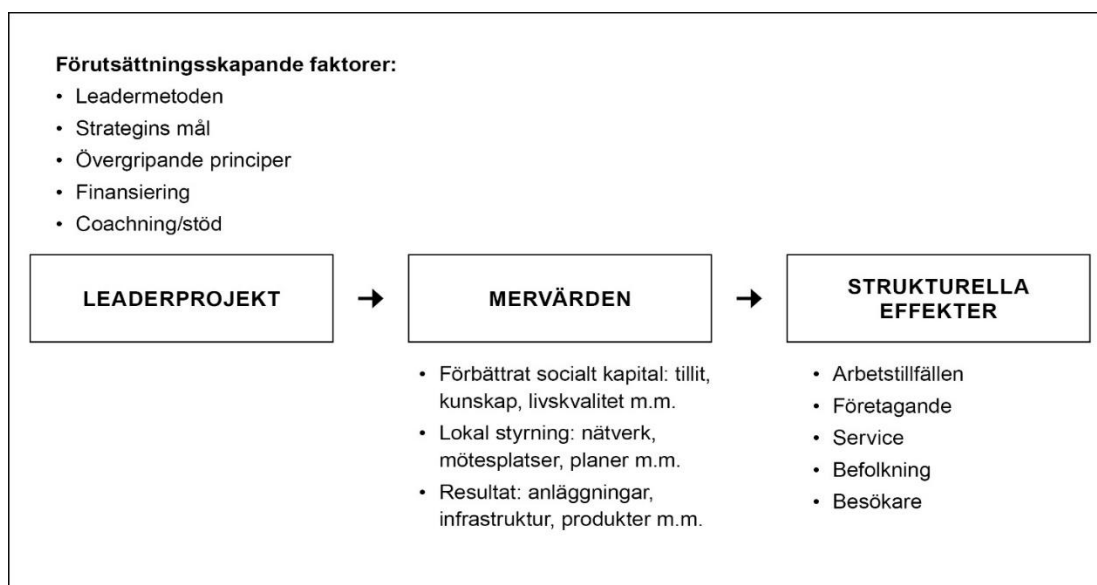 Förutsättningsskapande faktorer:
• Leadermetoden
• Strategins mål
• Övergripande principer
• Finansiering
• Coachning/stöd
LEADERPROJEKT
MERVÄRDEN
STRUKTURELLA
EFFEKTER
• Förbättrat socialt kapital: tillit,
kunskap, livskvalitet m.m.
• Lokal styrning: nätverk,
mötesplatser, planer m.m.
• Resultat: anläggningar,
infrastruktur, produkter m.m.
• Arbetstillfällen
• Företagande
• Service
• Befolkning
• Besökare